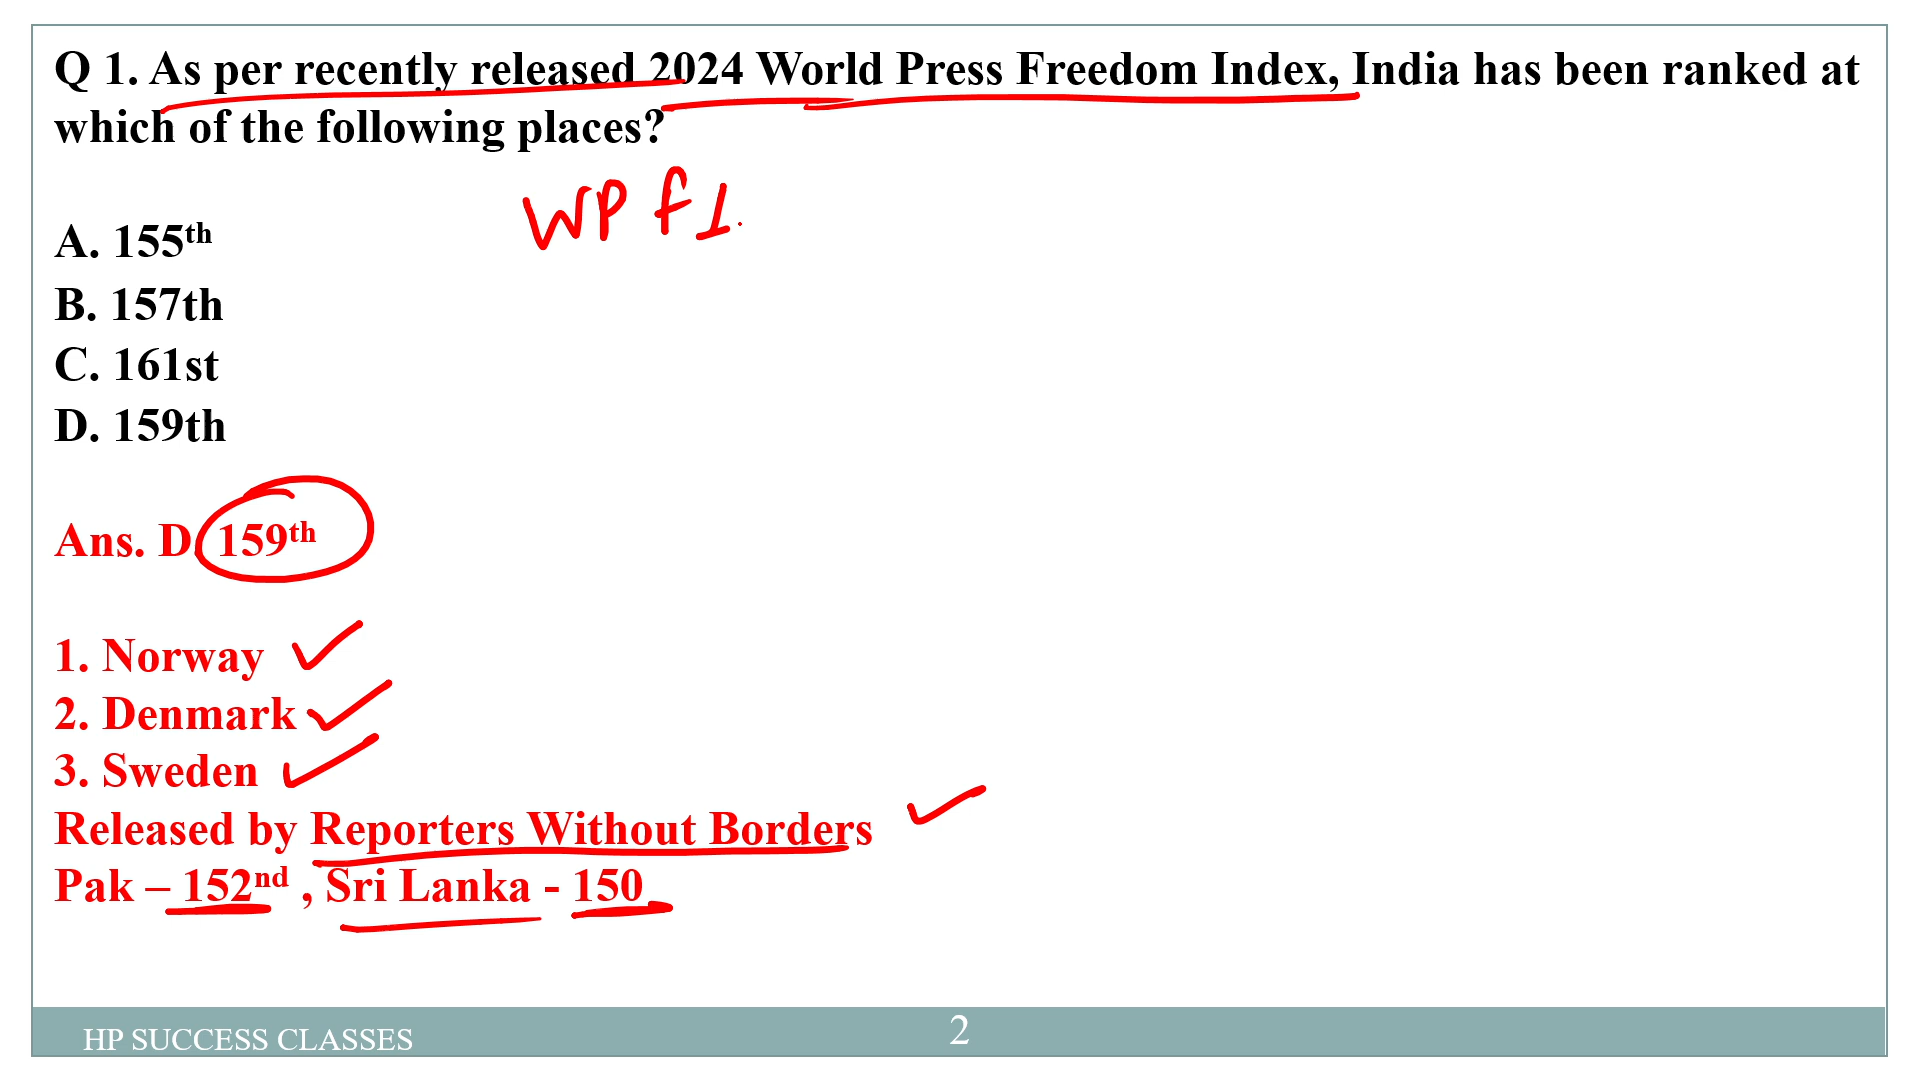 Q 1. As per recently released 2024 World Press Freedom Index, India has been ranked at
which of the following places?
WPFI.
A. 155th
B. 157th
C. 161st
D. 159th
Ans. D. 159th
1. Norway
2. Denmark
3. Sweden
Released by Reporters Without Borders
Pak – 152nd , Sri Lanka - 150
HP SUCCESS CLASSES
2